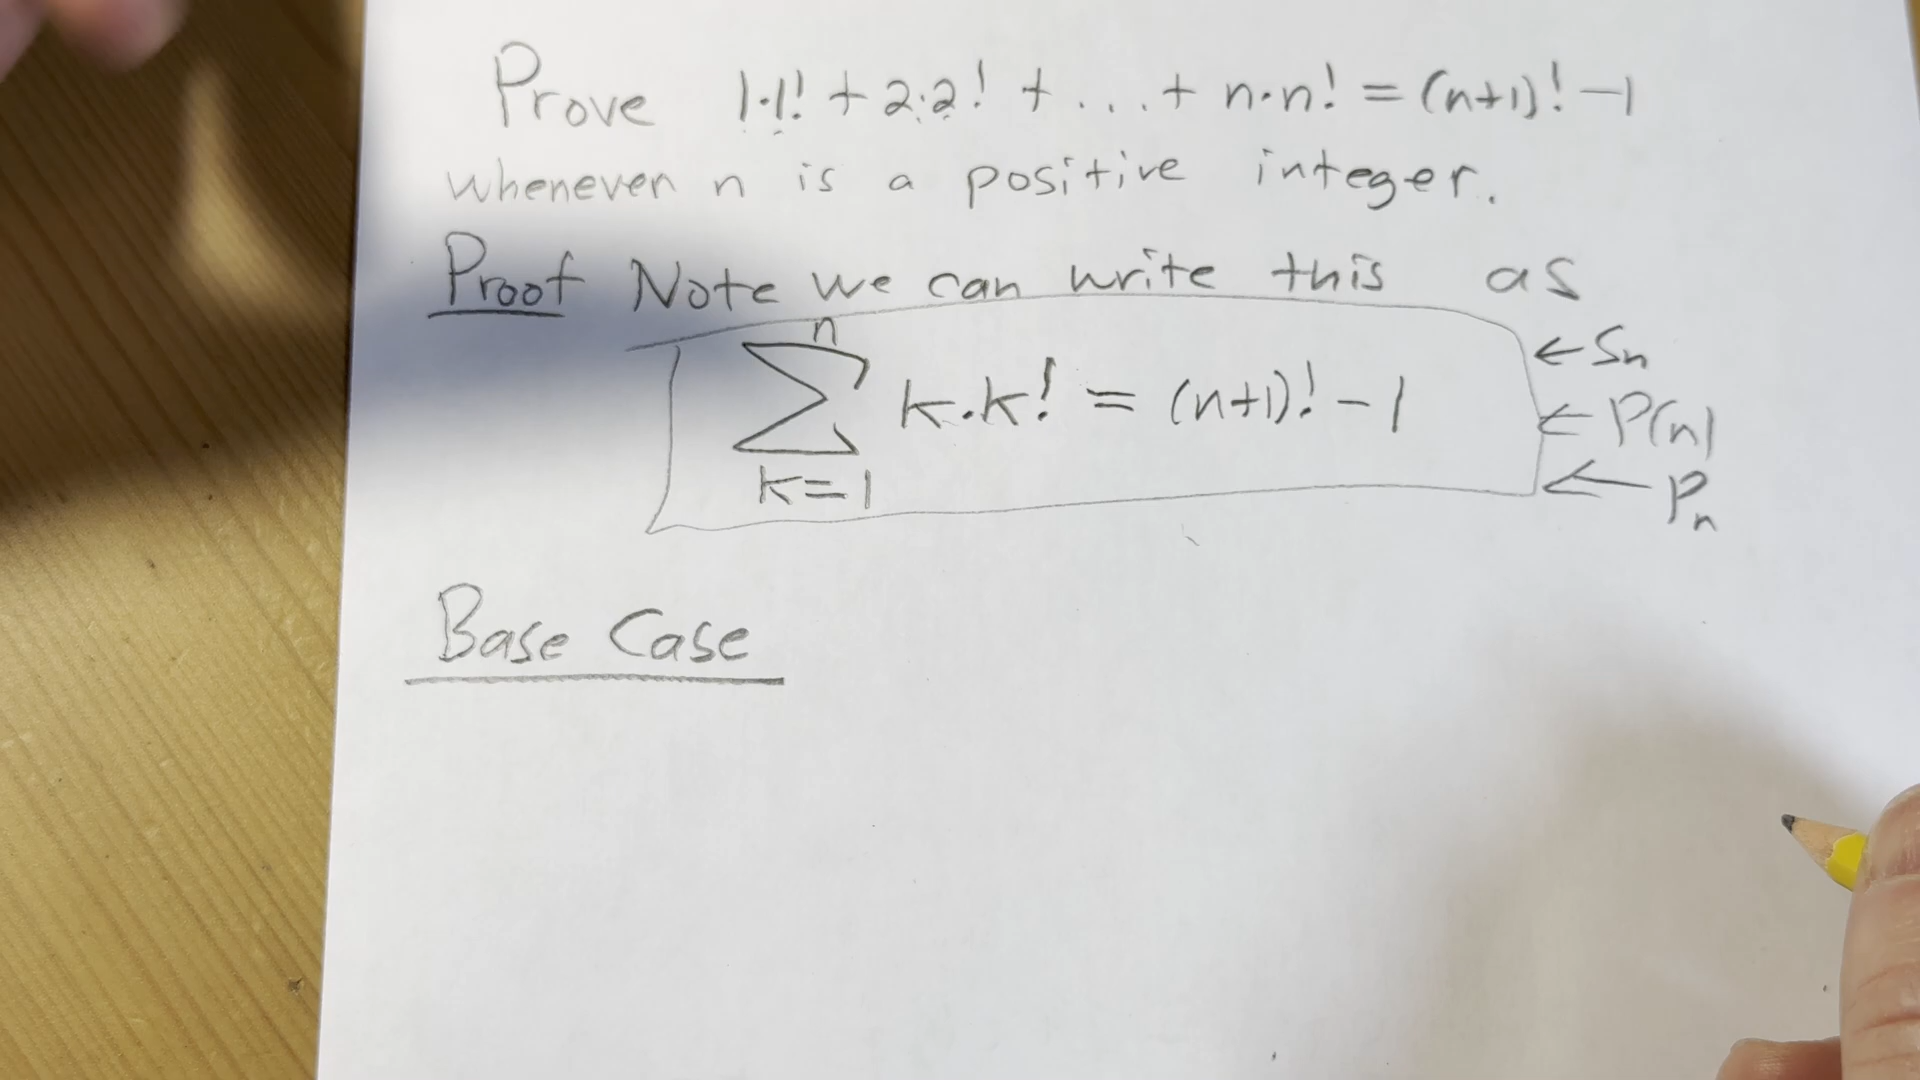 Prove 1·1! + 2·2! + ... + n·n! = (n+1)! - 1
whenever n is a positive integer.
Proof Note we can write this as
n
∑ k·k! = (n+1)! - 1
k=1
← Sn
← P(n)
← Pn
Base Case